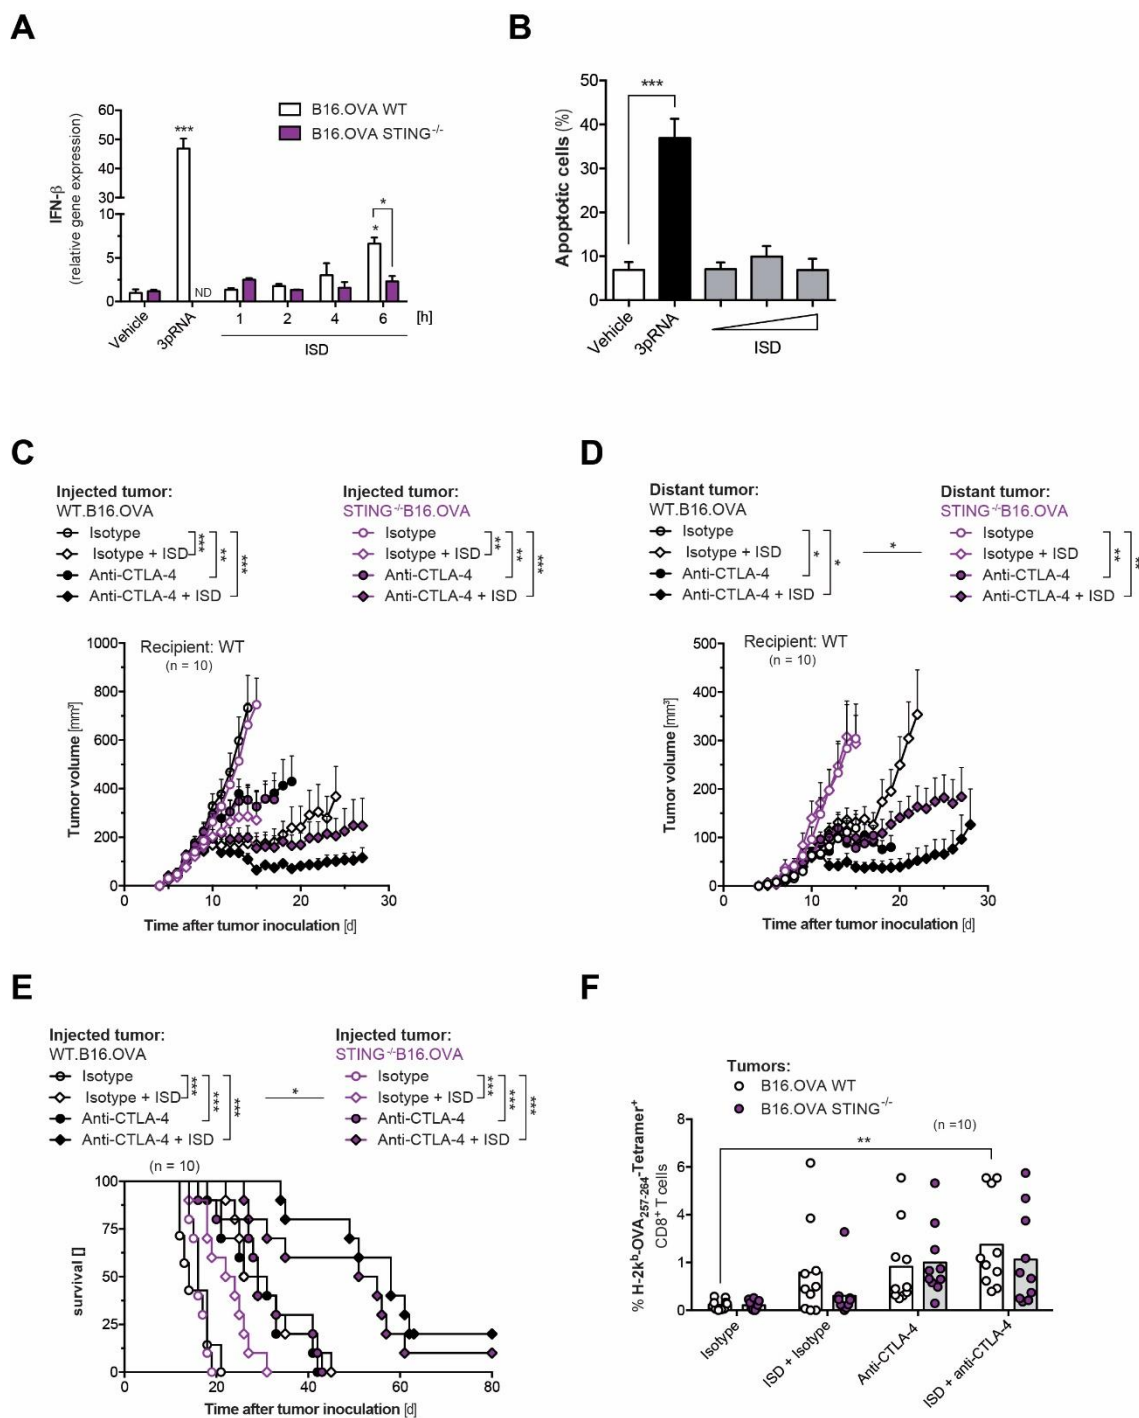 A
B16.OVA WT
B16.OVA STING-/-
IFN-β
(relative gene expression)
60
50
40
30
10
5
0
***
ND
*
*
Vehicle
3pRNA
1 2 4 6 [h]
ISD
B
Apoptotic cells (%)
50
40
30
20
10
0
***
Vehicle
3pRNA
ISD
C
Injected tumor:
WT.B16.OVA
Isotype
Isotype + ISD
Anti-CTLA-4
Anti-CTLA-4 + ISD
***
**
***
Injected tumor:
STING-/-B16.OVA
Isotype
Isotype + ISD
Anti-CTLA-4
Anti-CTLA-4 + ISD
**
**
***
Recipient: WT
(n = 10)
Tumor volume [mm³]
1000
800
600
400
200
0
0 10 20 30
Time after tumor inoculation [d]
D
Distant tumor:
WT.B16.OVA
Isotype
Isotype + ISD
Anti-CTLA-4
Anti-CTLA-4 + ISD
*
*
*
Distant tumor:
STING-/-B16.OVA
Isotype
Isotype + ISD
Anti-CTLA-4
Anti-CTLA-4 + ISD
**
**
Recipient: WT
(n = 10)
Tumor volume [mm³]
500
400
300
200
100
0
0 10 20 30
Time after tumor inoculation [d]
E
Injected tumor:
WT.B16.OVA
Isotype
Isotype + ISD
Anti-CTLA-4
Anti-CTLA-4 + ISD
***
***
***
*
Injected tumor:
STING-/-B16.OVA
Isotype
Isotype + ISD
Anti-CTLA-4
Anti-CTLA-4 + ISD
***
***
***
(n = 10)
survival []
100
75
50
25
0
0 20 40 60 80
Time after tumor inoculation [d]
F
Tumors:
B16.OVA WT
B16.OVA STING-/-
(n =10)
**
% H-2kb-OVA257-264-Tetramer+
CD8+ T cells
8
6
4
1
0
Isotype
ISD + Isotype
Anti-CTLA-4
ISD + anti-CTLA-4